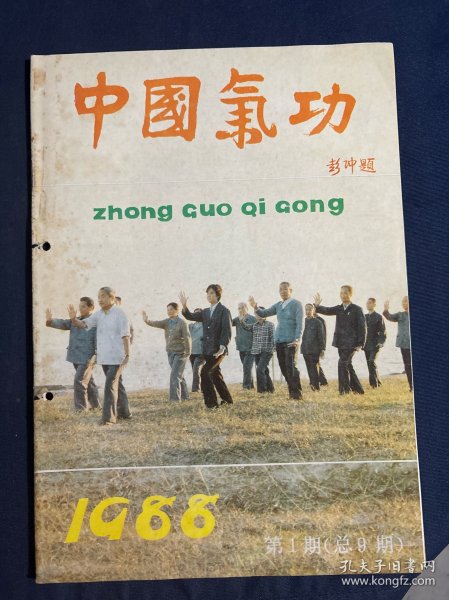 中國氣功
彭冲題
zhong guo qi gong
1988
第1期(总9期)
孔夫子旧书网
www.kongfz.com